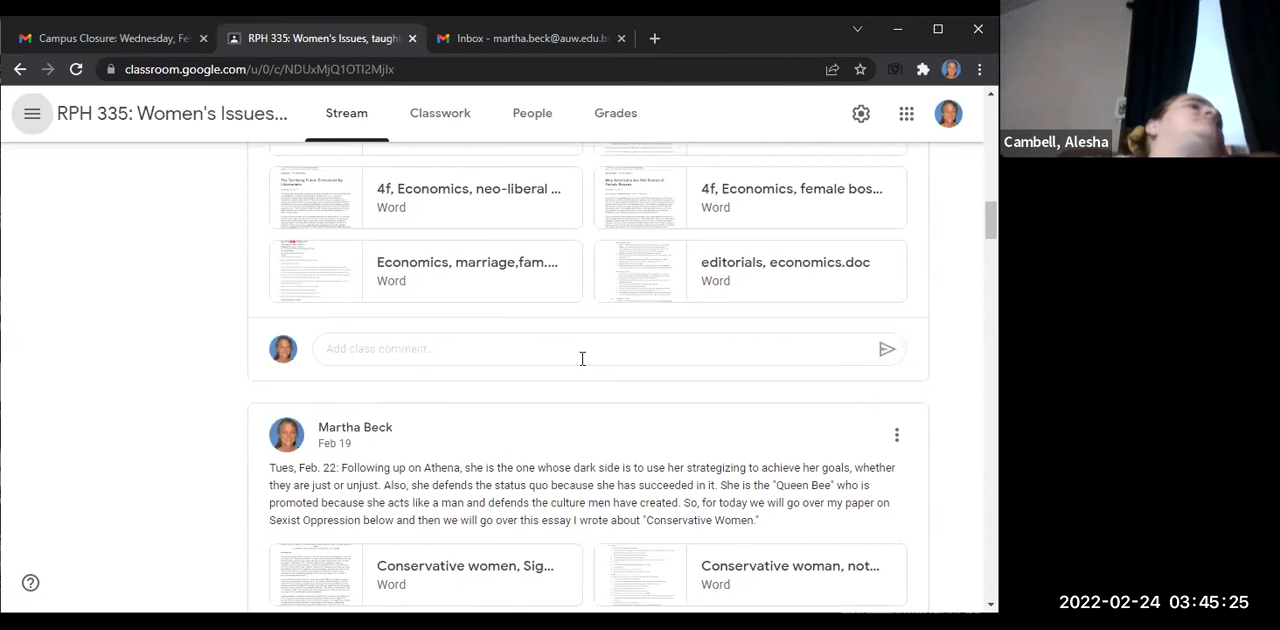 Campus Closure: Wednesday, Fe
RPH 335: Women's Issues, taugh
Inbox - martha.beck@auw.edu.b
classroom.google.com/u/0/c/NDUxMjQ1OTI2Mjlx
RPH 335: Women's Issues...
Stream
Classwork
People
Grades
Cambell, Alesha
4f, Economics, neo-liberal ...
Word
4f, Economics, female bos...
Word
Economics, marriage,fam....
Word
editorials, economics.doc
Word
Add class comment...
Martha Beck
Feb 19
Tues, Feb. 22: Following up on Athena, she is the one whose dark side is to use her strategizing to achieve her goals, whether
they are just or unjust. Also, she defends the status quo because she has succeeded in it. She is the "Queen Bee" who is
promoted because she acts like a man and defends the culture men have created. So, for today we will go over my paper on
Sexist Oppression below and then we will go over this essay I wrote about "Conservative Women."
Conservative women, Sig...
Word
Conservative woman, not...
Word
2022-02-24 03:45:25